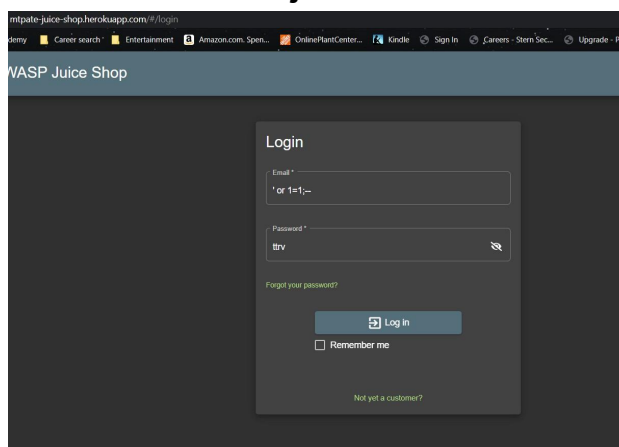 mtpate-juice-shop.herokuapp.com/#/login
demy Career search Entertainment a Amazon.com. Spen... OnlinePlantCenter... Kindle Sign In Careers - Stern Sec... Upgrade - P
WASP Juice Shop
Login
Email *
' or 1=1;--
Password *
ttrv
Forgot your password?
Log in
Remember me
Not yet a customer?